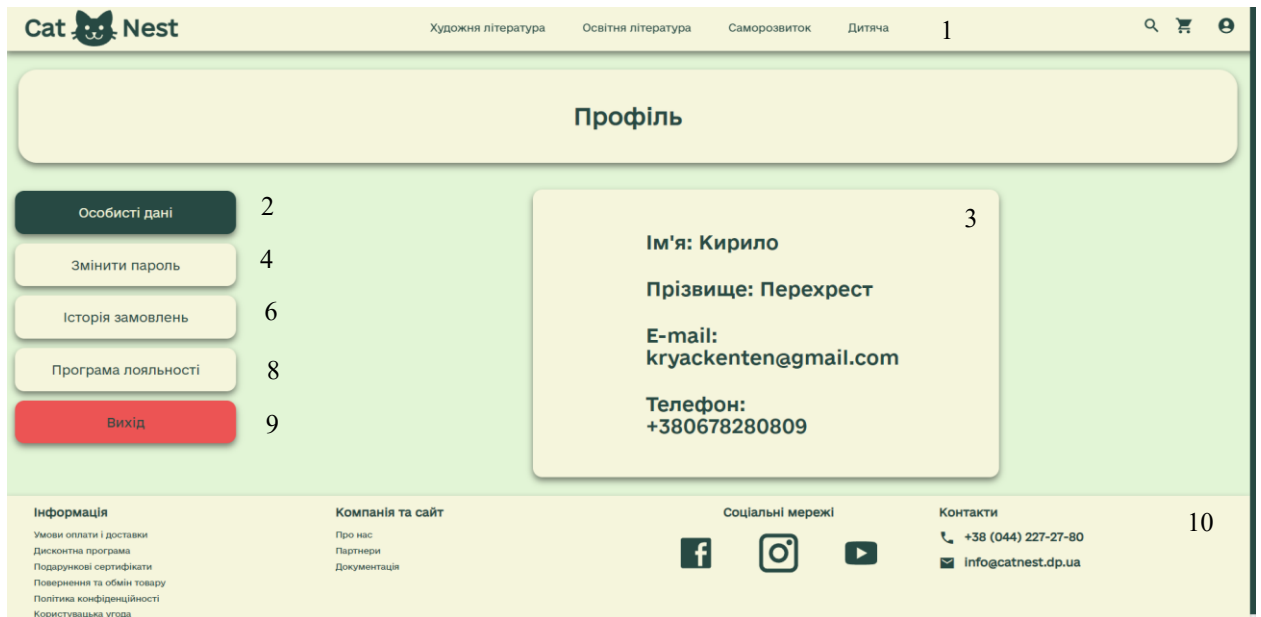 Cat Nest
Художня література Освітня література Саморозвиток Дитяча 1
Профіль
Особисті дані 2
Змінити пароль 4
Історія замовлень 6
Програма лояльності 8
Вихід 9
3
Ім'я: Кирило
Прізвище: Перехрест
E-mail:
kryackenten@gmail.com
Телефон:
+380678280809
Інформація
Умови оплати і доставки
Дисконтна програма
Подарункові сертифікати
Повернення та обмін товару
Політика конфіденційності
Користувацька угода
Компанія та сайт
Про нас
Партнери
Документація
Соціальні мережі
Контакти
+38 (044) 227-27-80
info@catnest.dp.ua
10